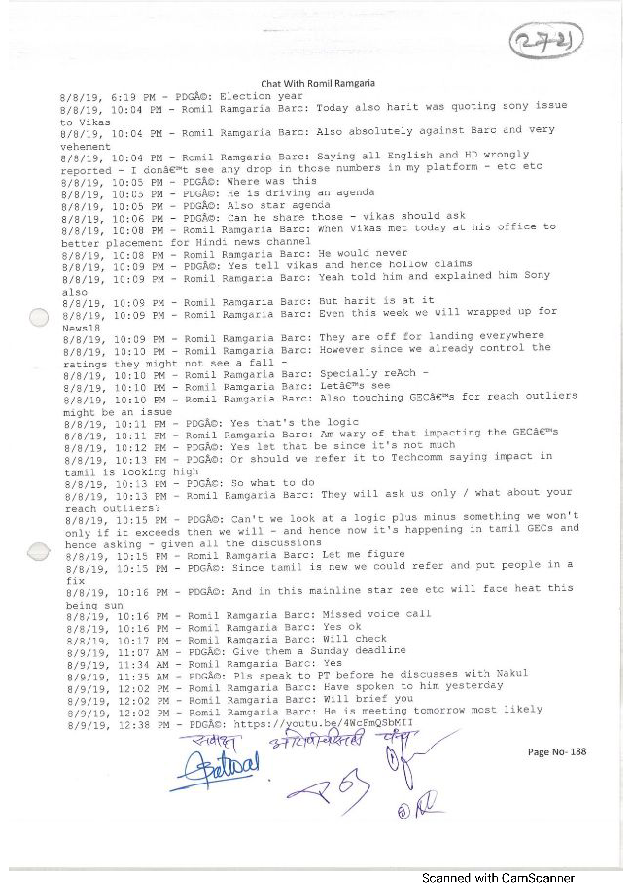 2721
Chat With Romil Ramgaria
8/8/19, 6:19 PM - PDGÂ©: Election year
8/8/19, 10:04 PM - Romil Ramgaria Barc: Today also harit was quoting sony issue
to Vikas
8/8/19, 10:04 PM - Romil Ramgaria Barc: Also absolutely against Barc and very
vehement
8/8/19, 10:04 PM - Romil Ramgaria Barc: Saying all English and HD wrongly
reported - I donâ€™t see any drop in those numbers in my platform - etc etc
8/8/19, 10:05 PM - PDGÂ©: Where was this
8/8/19, 10:05 PM - PDGÂ©: He is driving an agenda
8/8/19, 10:05 PM - PDGÂ©: Also star agenda
8/8/19, 10:06 PM - PDGÂ©: Can he share those - vikas should ask
8/8/19, 10:08 PM - Romil Ramgaria Barc: When vikas met today at his office to
better placement for Hindi news channel
8/8/19, 10:08 PM - Romil Ramgaria Barc: He would never
8/8/19, 10:09 PM - PDGÂ©: Yes tell vikas and hence hollow claims
8/8/19, 10:09 PM - Romil Ramgaria Barc: Yeah told him and explained him Sony
also
8/8/19, 10:09 PM - Romil Ramgaria Barc: But harit is at it
8/8/19, 10:09 PM - Romil Ramgaria Barc: Even this week we will wrapped up for
News18
8/8/19, 10:09 PM - Romil Ramgaria Barc: They are off for landing everywhere
8/8/19, 10:10 PM - Romil Ramgaria Barc: However since we already control the
ratings they might not see a fall -
8/8/19, 10:10 PM - Romil Ramgaria Barc: Specially reAch -
8/8/19, 10:10 PM - Romil Ramgaria Barc: Letâ€™s see
8/8/19, 10:10 PM - Romil Ramgaria Barc: Also touching GECâ€™s for reach outliers
might be an issue
8/8/19, 10:11 PM - PDGÂ©: Yes that's the logic
8/8/19, 10:11 PM - Romil Ramgaria Barc: Am wary of that impacting the GECâ€™s
8/8/19, 10:12 PM - PDGÂ©: Yes let that be since it's not much
8/8/19, 10:13 PM - PDGÂ©: Or should we refer it to Techcomm saying impact in
tamil is looking high
8/8/19, 10:13 PM - PDGÂ©: So what to do
8/8/19, 10:13 PM - Romil Ramgaria Barc: They will ask us only / what about your
reach outliers?
8/8/19, 10:15 PM - PDGÂ©: Can't we look at a logic plus minus something we won't
only if it exceeds then we will - and hence now it's happening in tamil GECs and
hence asking - given all the discussions
8/8/19, 10:15 PM - Romil Ramgaria Barc: Let me figure
8/8/19, 10:15 PM - PDGÂ©: Since tamil is new we could refer and put people in a
fix
8/8/19, 10:16 PM - PDGÂ©: And in this mainline star zee etc will face heat this
being sun
8/8/19, 10:16 PM - Romil Ramgaria Barc: Missed voice call
8/8/19, 10:16 PM - Romil Ramgaria Barc: Yes ok
8/8/19, 10:17 PM - Romil Ramgaria Barc: Will check
8/9/19, 11:07 AM - PDGÂ©: Give them a Sunday deadline
8/9/19, 11:34 AM - Romil Ramgaria Barc: Yes
8/9/19, 11:35 AM - PDGÂ©: Pls speak to PT before he discusses with Nakul
8/9/19, 12:02 PM - Romil Ramgaria Barc: Have spoken to him yesterday
8/9/19, 12:02 PM - Romil Ramgaria Barc: Will brief you
8/9/19, 12:02 PM - Romil Ramgaria Barc: He is meeting tomorrow most likely
8/9/19, 12:38 PM - PDGÂ©: https://youtu.be/4WcFmQSbMII
समक्ष
पंच
Page No- 138
Scanned with CamScanner